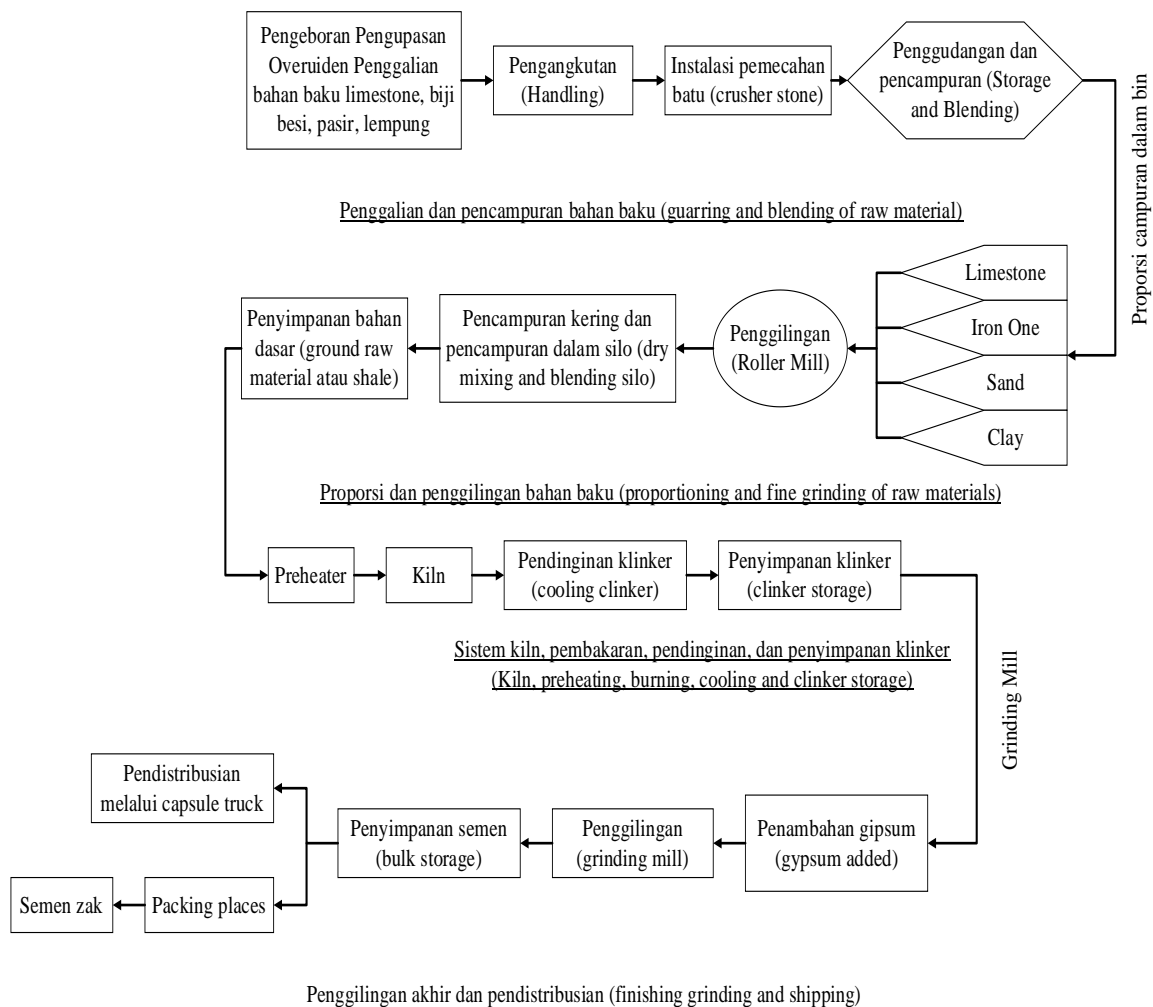 Pengeboran Pengupasan
Overuiden Penggalian
bahan baku limestone, biji
besi, pasir, lempung
Pengangkutan
(Handling)
Instalasi pemecahan
batu (crusher stone)
Penggudangan dan
pencampuran (Storage
and Blending)
Proporsi campuran dalam bin
Penggalian dan pencampuran bahan baku (guarring and blending of raw material)
Limestone
Iron One
Sand
Clay
Penggilingan
(Roller Mill)
Pencampuran kering dan
pencampuran dalam silo (dry
mixing and blending silo)
Penyimpanan bahan
dasar (ground raw
material atau shale)
Proporsi dan penggilingan bahan baku (proportioning and fine grinding of raw materials)
Preheater
Kiln
Pendinginan klinker
(cooling clinker)
Penyimpanan klinker
(clinker storage)
Sistem kiln, pembakaran, pendinginan, dan penyimpanan klinker
(Kiln, preheating, burning, cooling and clinker storage)
Grinding Mill
Penambahan gipsum
(gypsum added)
Penggilingan
(grinding mill)
Penyimpanan semen
(bulk storage)
Pendistribusian
melalui capsule truck
Packing places
Semen zak
Penggilingan akhir dan pendistribusian (finishing grinding and shipping)